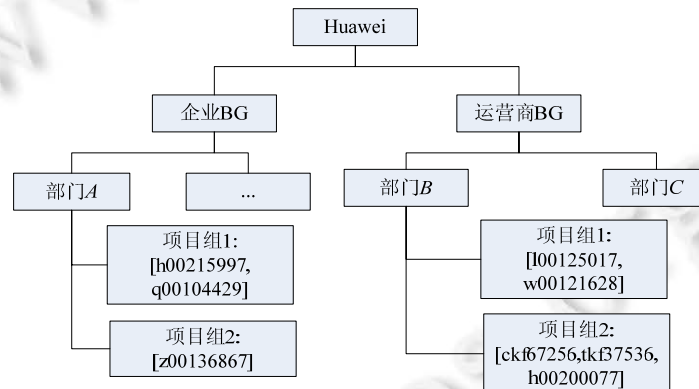 Huawei
企业BG
运营商BG
部门A
...
部门B
部门C
项目组1:
[h00215997,
q00104429]
项目组2:
[z00136867]
项目组1:
[l00125017,
w00121628]
项目组2:
[ckf67256,tkf37536,
h00200077]